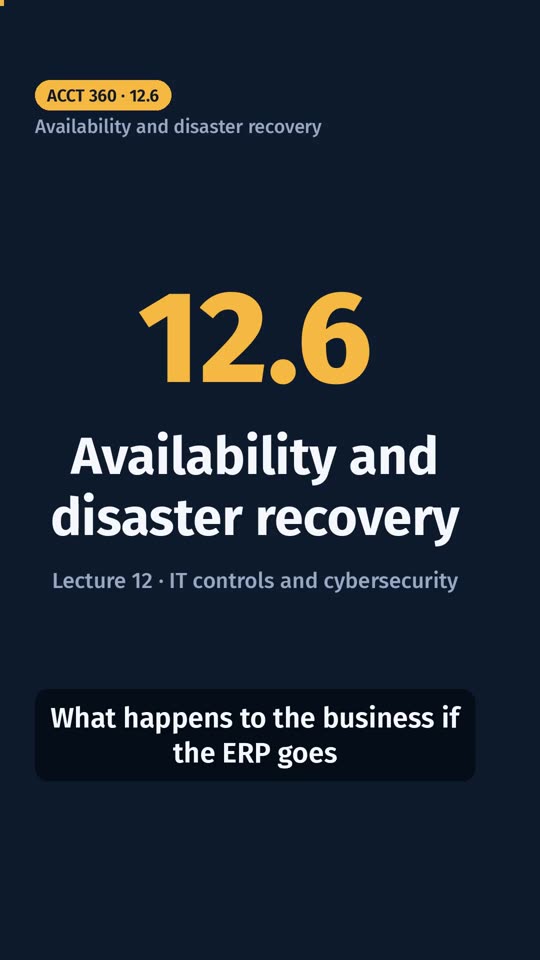 ACCT 360 · 12.6
Availability and disaster recovery
12.6
Availability and
disaster recovery
Lecture 12 · IT controls and cybersecurity
What happens to the business if
the ERP goes